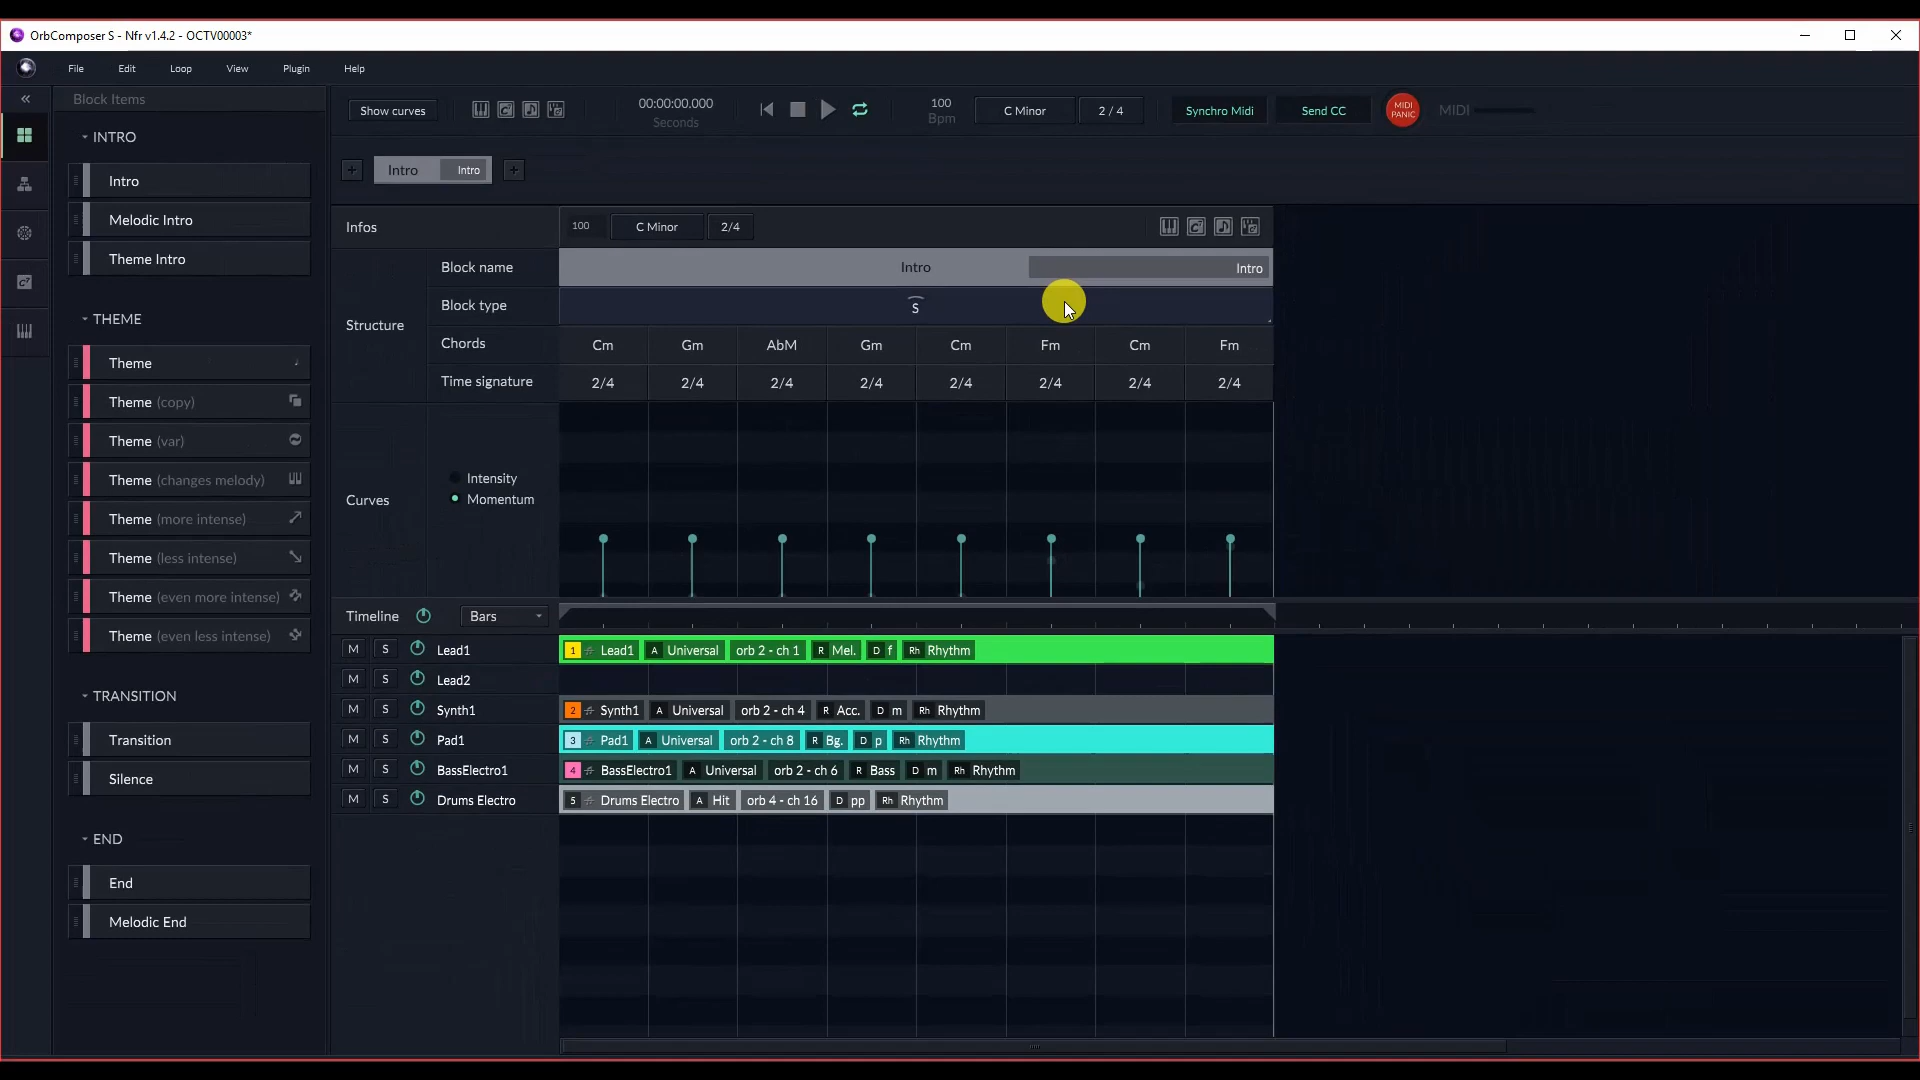 OrbComposer S - Nfr v1.4.2 - OCTV00003*
File Edit Loop View Plugin Help
Block Items
INTRO
Intro
Melodic Intro
Theme Intro
THEME
Theme
Theme (copy)
Theme (var)
Theme (changes melody)
Theme (more intense)
Theme (less intense)
Theme (even more intense)
Theme (even less intense)
TRANSITION
Transition
Silence
END
End
Melodic End
Show curves
00:00:00.000
Seconds
100
Bpm
C Minor
2 / 4
Synchro Midi
Send CC
MIDI
PANIC
MIDI
+ Intro Intro +
Infos 100 C Minor 2/4
Structure
Block name Intro Intro
Block type S
Chords Cm Gm AbM Gm Cm Fm Cm Fm
Time signature 2/4 2/4 2/4 2/4 2/4 2/4 2/4 2/4
Curves
Intensity
Momentum
Timeline Bars
M S Lead1 1 Lead1 A Universal orb 2 - ch 1 R Mel. D f Rh Rhythm
M S Lead2
M S Synth1 2 Synth1 A Universal orb 2 - ch 4 R Acc. D m Rh Rhythm
M S Pad1 3 Pad1 A Universal orb 2 - ch 8 R Bg. D p Rh Rhythm
M S BassElectro1 4 BassElectro1 A Universal orb 2 - ch 6 R Bass D m Rh Rhythm
M S Drums Electro 5 Drums Electro A Hit orb 4 - ch 16 D pp Rh Rhythm